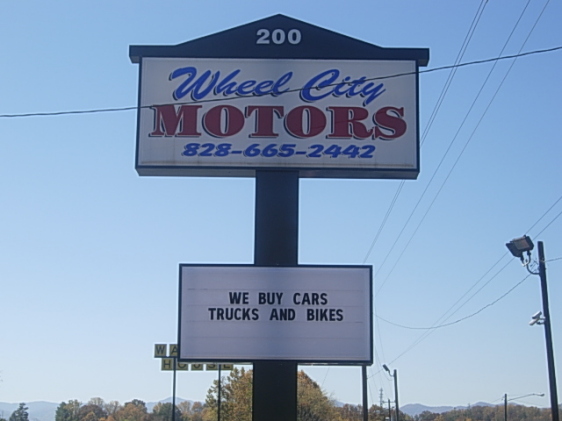 200
Wheel City
MOTORS
828-665-2442
WE BUY CARS
TRUCKS AND BIKES